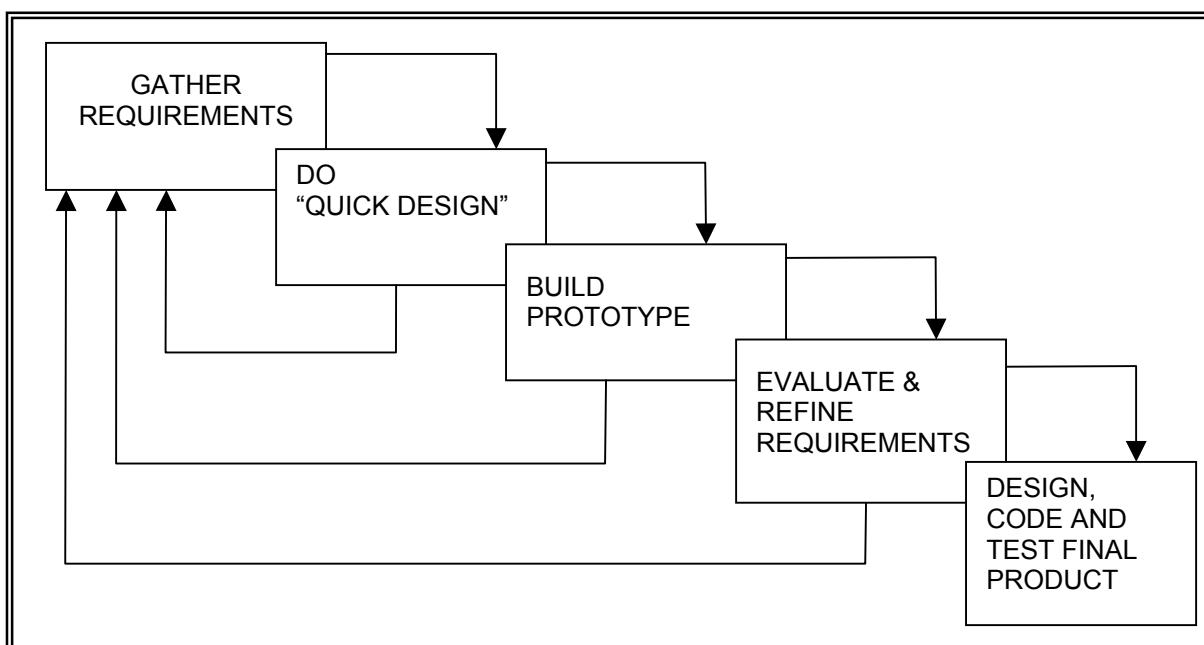 GATHER
REQUIREMENTS
DO
“QUICK DESIGN”
BUILD
PROTOTYPE
EVALUATE &
REFINE
REQUIREMENTS
DESIGN,
CODE AND
TEST FINAL
PRODUCT